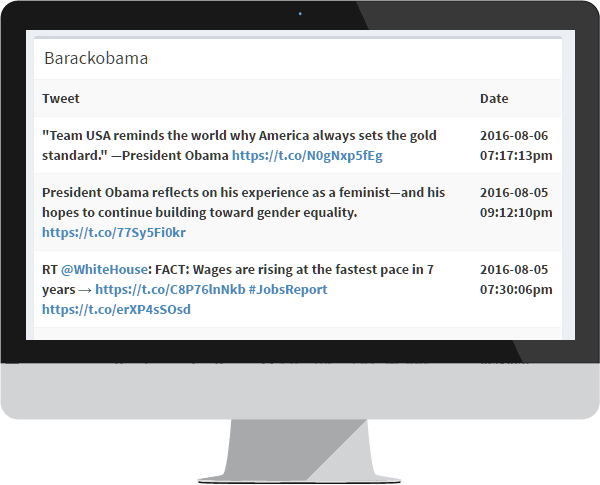 Barackobama
Tweet Date
"Team USA reminds the world why America always sets the gold 2016-08-06
standard." —President Obama https://t.co/N0gNxp5fEg 07:17:13pm
President Obama reflects on his experience as a feminist—and his 2016-08-05
hopes to continue building toward gender equality. 09:12:10pm
https://t.co/77Sy5Fi0kr
RT @WhiteHouse: FACT: Wages are rising at the fastest pace in 7 2016-08-05
years → https://t.co/C8P76lnNkb #JobsReport 07:30:06pm
https://t.co/erXP4sSOsd